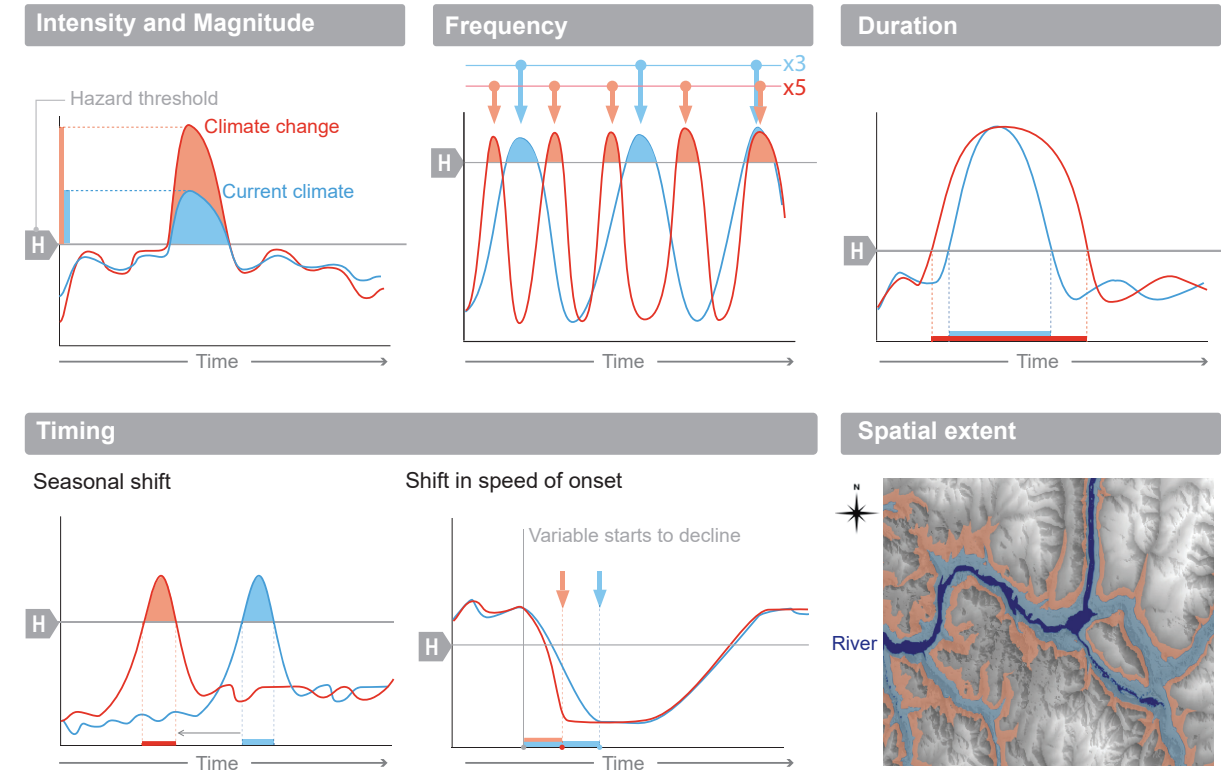 Intensity and Magnitude
Hazard threshold
Climate change
Current climate
H
Time
Frequency
x3
x5
H
Time
Duration
H
Time
Timing
Seasonal shift
H
Time
Shift in speed of onset
Variable starts to decline
H
Time
Spatial extent
N
River